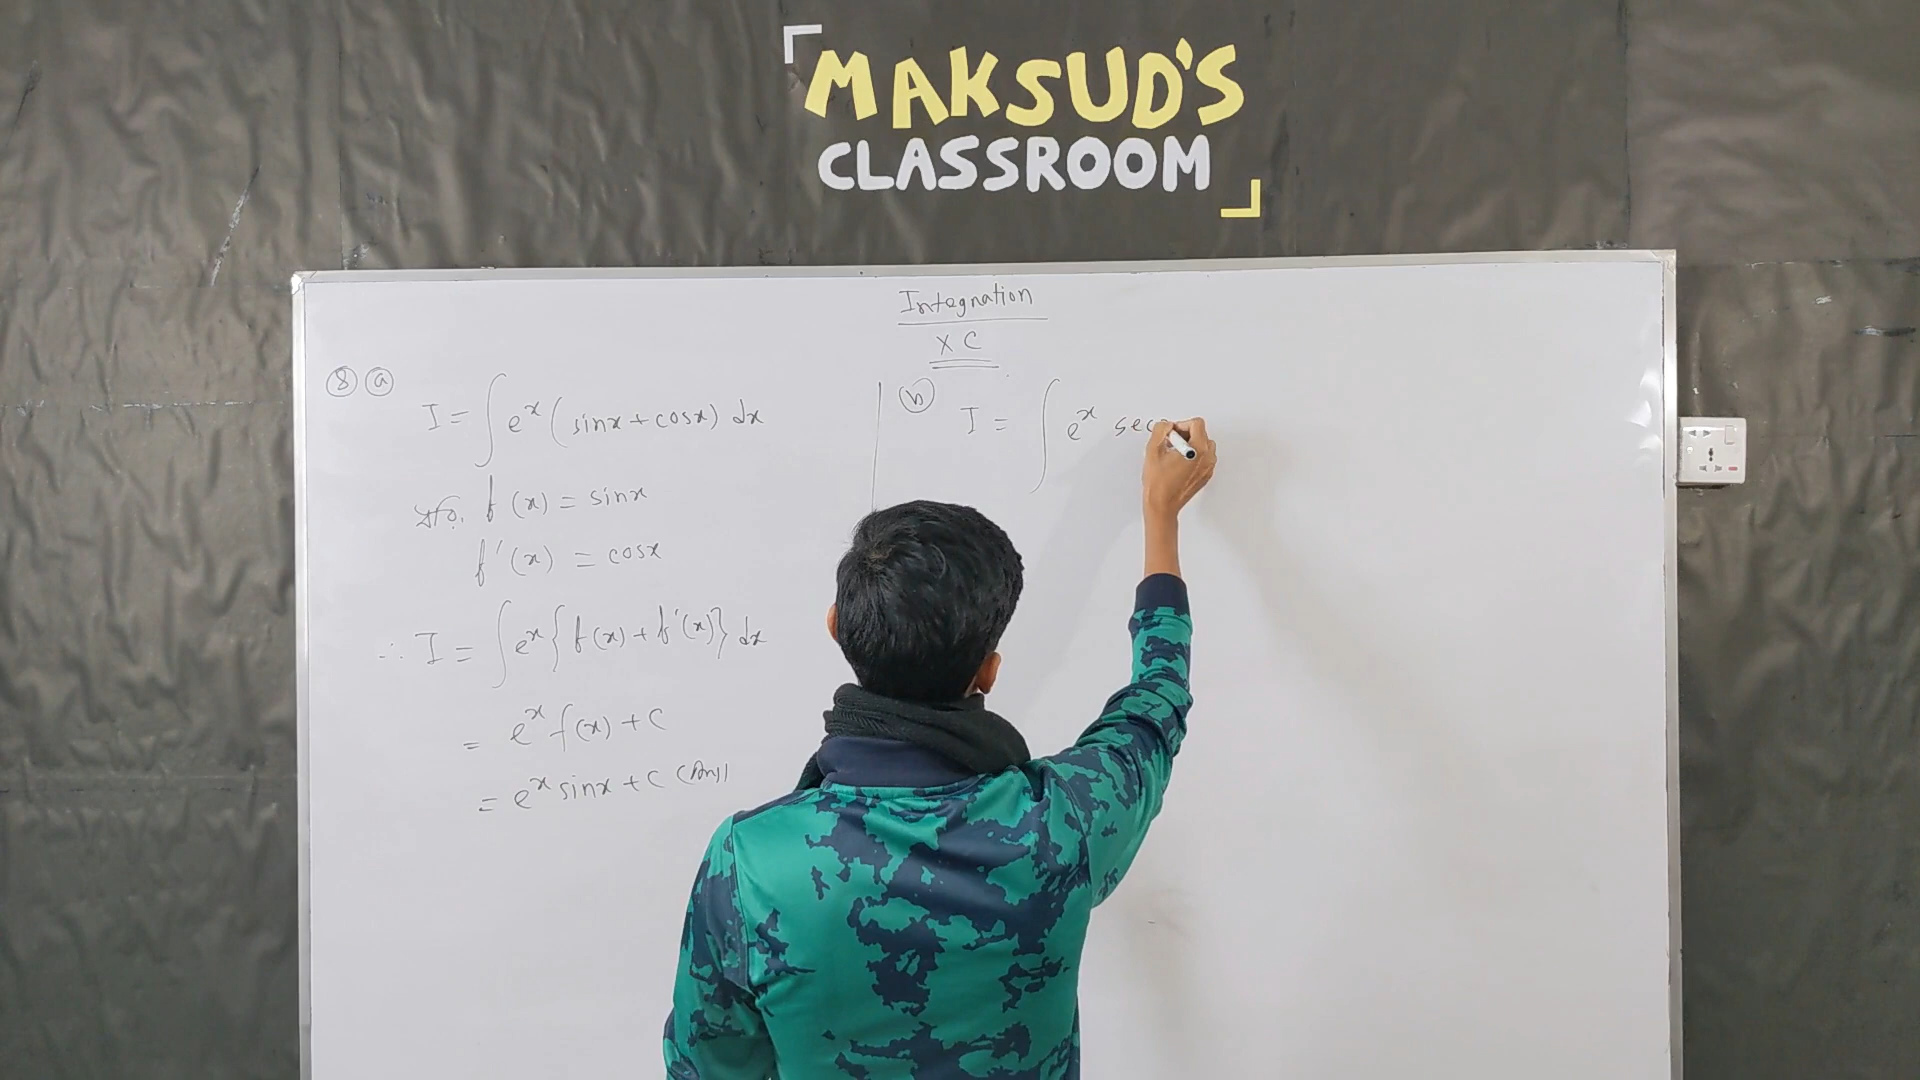 MAKSUD'S
CLASSROOM
Integration
X C
8 a
I = ∫ eˣ (sinx + cosx) dx
ধরি, f(x) = sinx
f'(x) = cosx
∴ I = ∫ eˣ {f(x) + f'(x)} dx
= eˣ f(x) + c
= eˣ sinx + c (Ans)
b I = ∫ eˣ sec